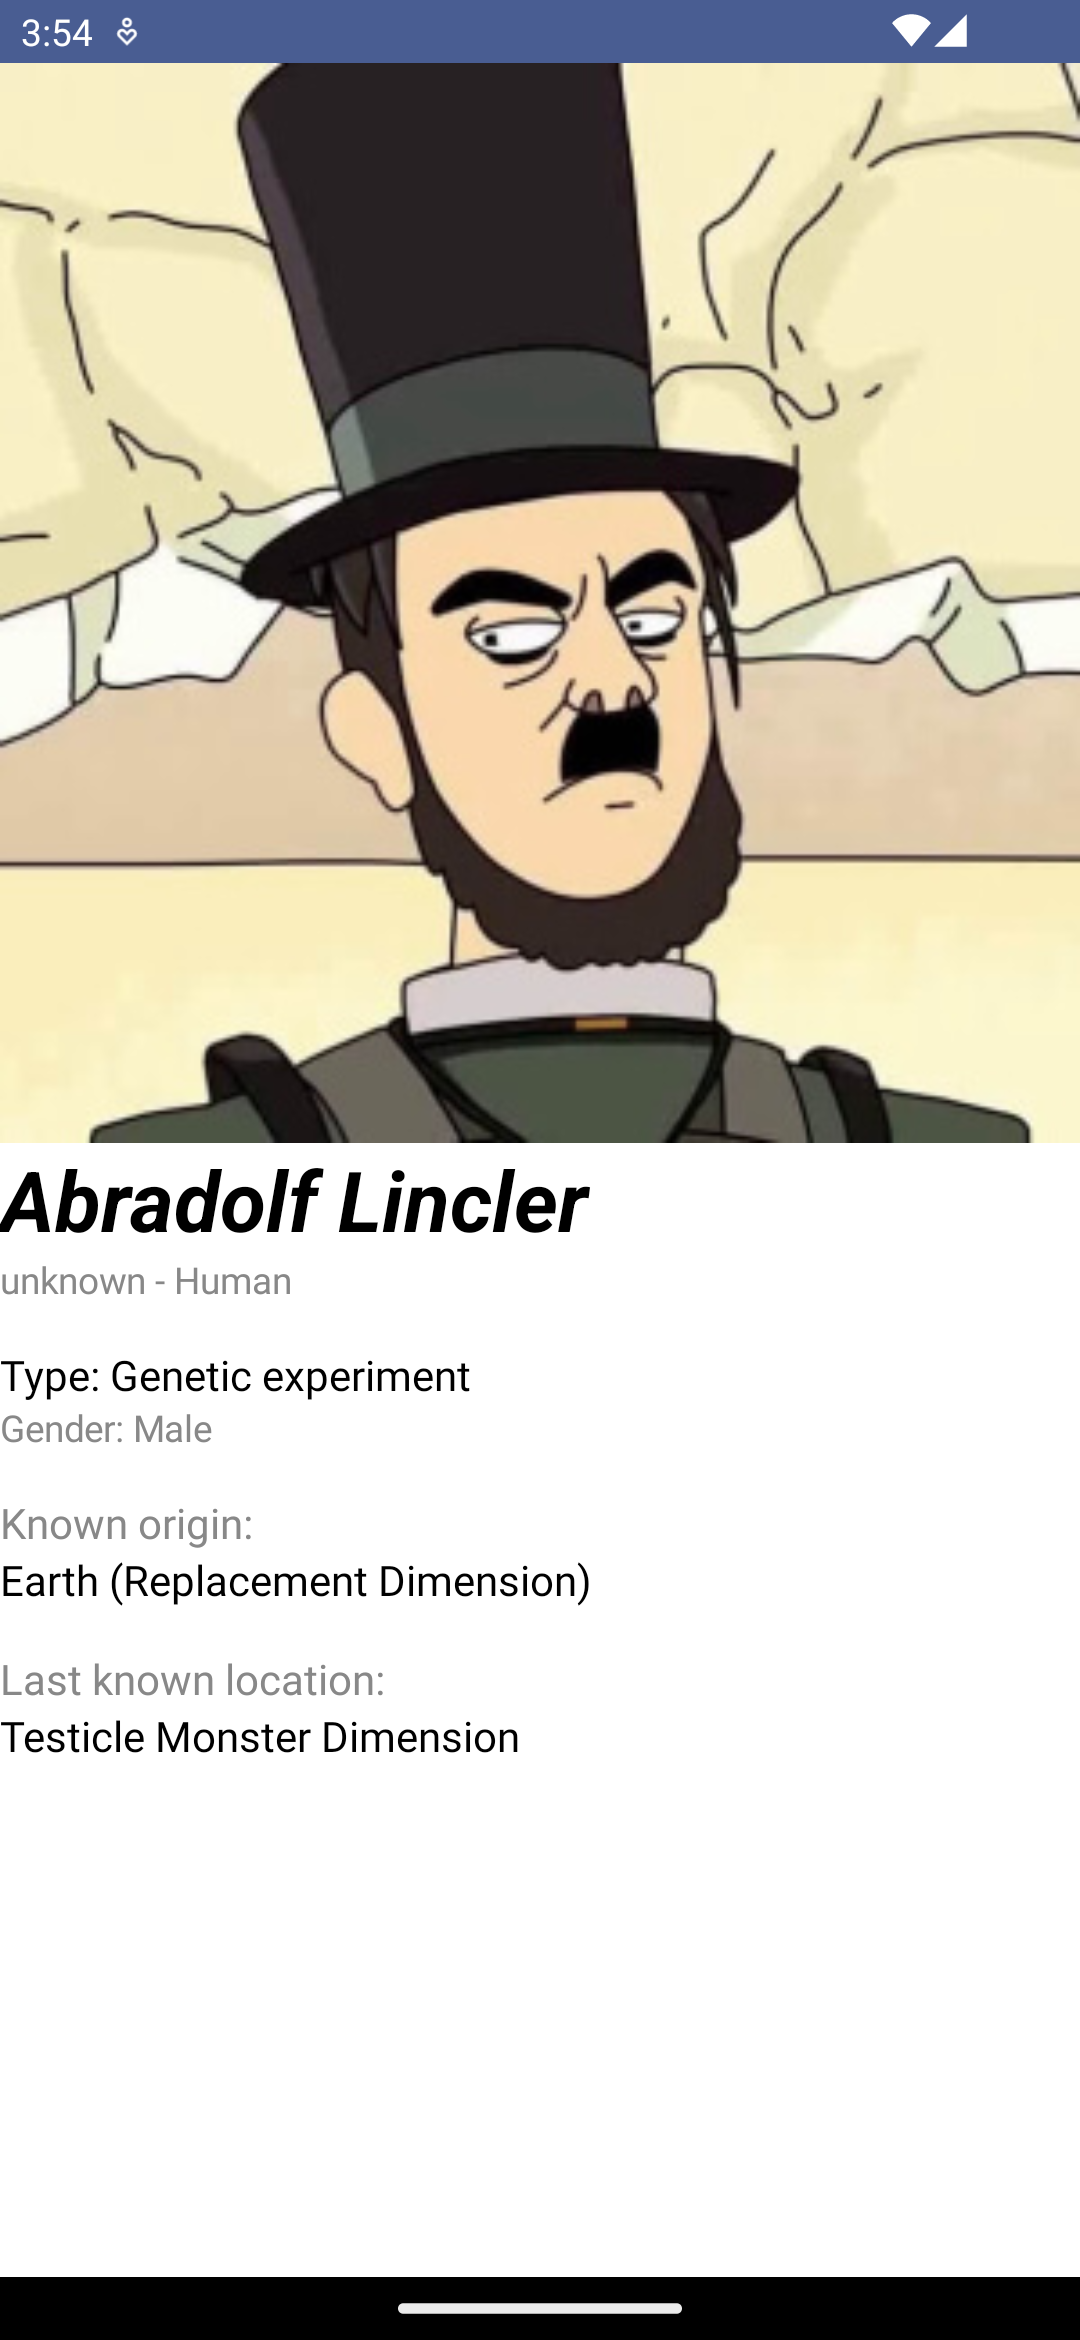 3:54
Abradolf Lincler
unknown - Human
Type: Genetic experiment
Gender: Male
Known origin:
Earth (Replacement Dimension)
Last known location:
Testicle Monster Dimension